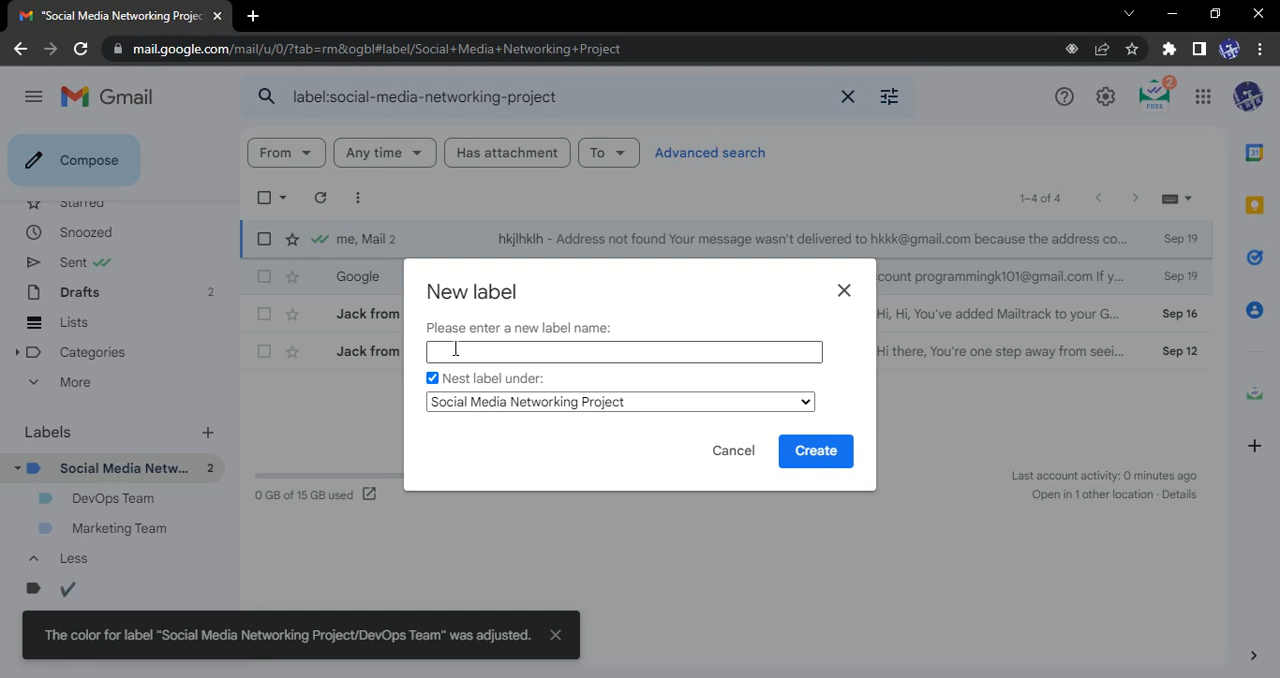 "Social Media Networking Projec
mail.google.com/mail/u/0/?tab=rm&ogbl#label/Social+Media+Networking+Project
Gmail
label:social-media-networking-project
2
FREE
Compose
From
Any time
Has attachment
To
Advanced search
Starred
1–4 of 4
Snoozed
me, Mail 2
hkjlhklh - Address not found Your message wasn't delivered to hkkk@gmail.com because the address co...
Sep 19
Sent
Google
count programmingk101@gmail.com If y...
Sep 19
Drafts
2
Jack from
Hi, Hi, You've added Mailtrack to your G...
Sep 16
Lists
Jack from
Hi there, You're one step away from seei...
Sep 12
Categories
More
New label
Please enter a new label name:
Nest label under:
Social Media Networking Project
Cancel
Create
Labels
Social Media Netw...
2
DevOps Team
Marketing Team
Less
0 GB of 15 GB used
Last account activity: 0 minutes ago
Open in 1 other location · Details
31
The color for label "Social Media Networking Project/DevOps Team" was adjusted.